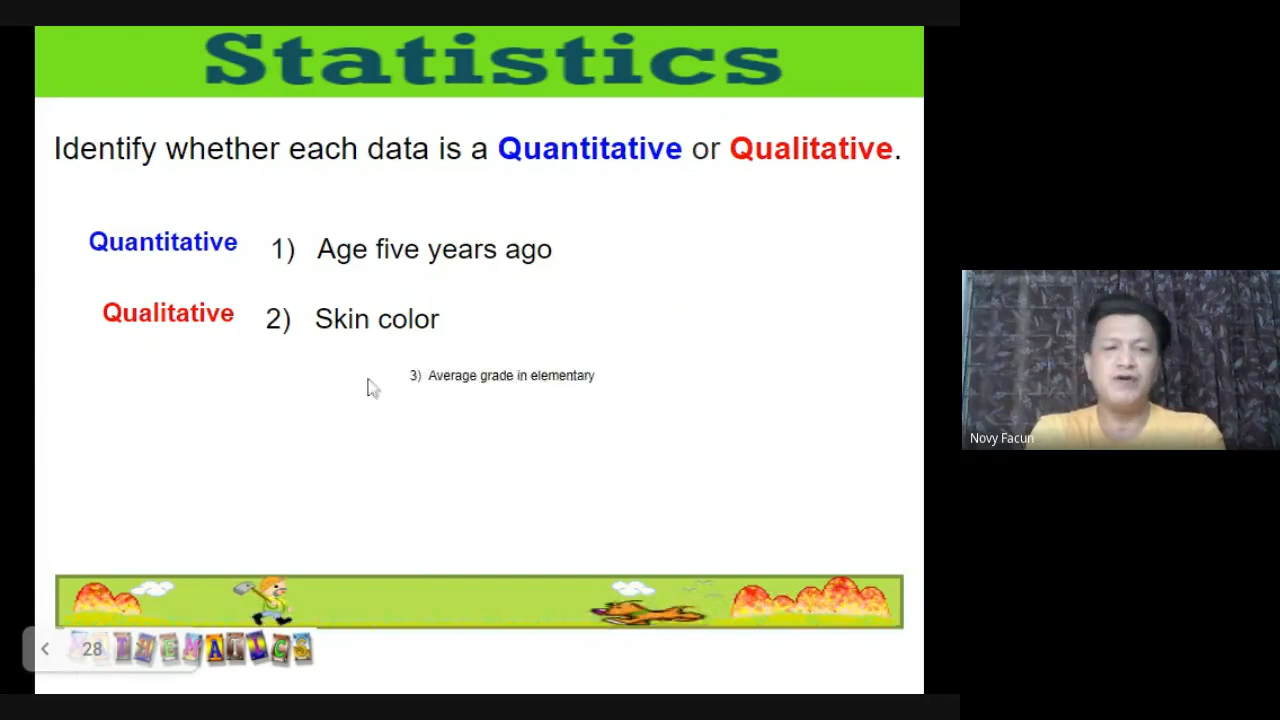 Statistics
Identify whether each data is a Quantitative or Qualitative.
Quantitative 1) Age five years ago
Qualitative 2) Skin color
3) Average grade in elementary
Novy Facun
28
MATHEMATICS